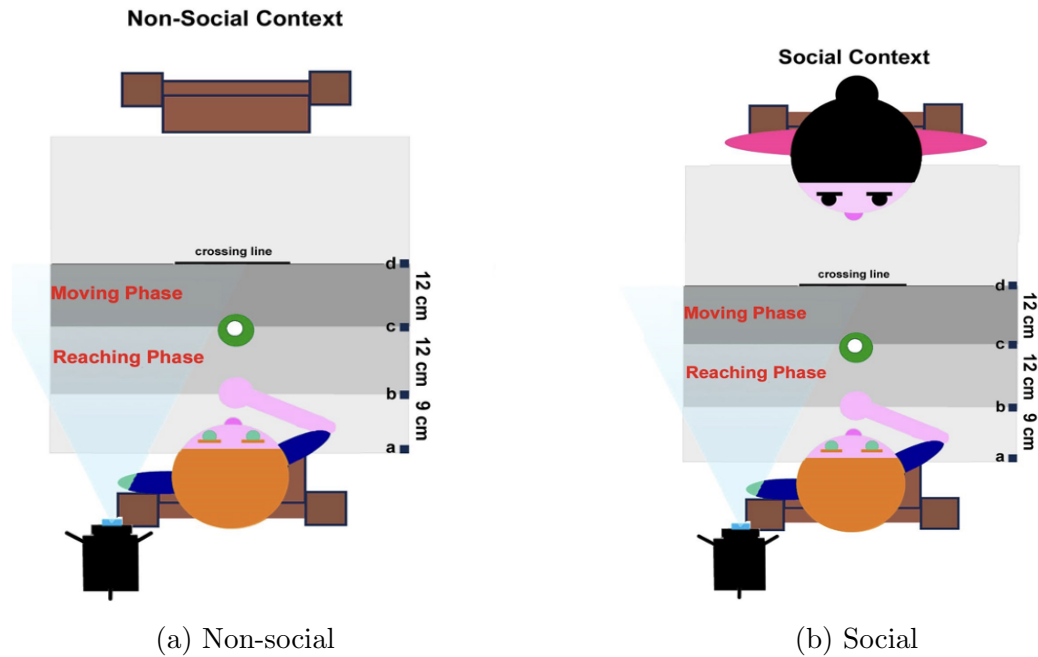 Non-Social Context
crossing line
d
Moving Phase
12 cm
c
Reaching Phase
12 cm
b
9 cm
a
(a) Non-social
Social Context
crossing line
d
Moving Phase
12 cm
c
Reaching Phase
12 cm
b
9 cm
a
(b) Social